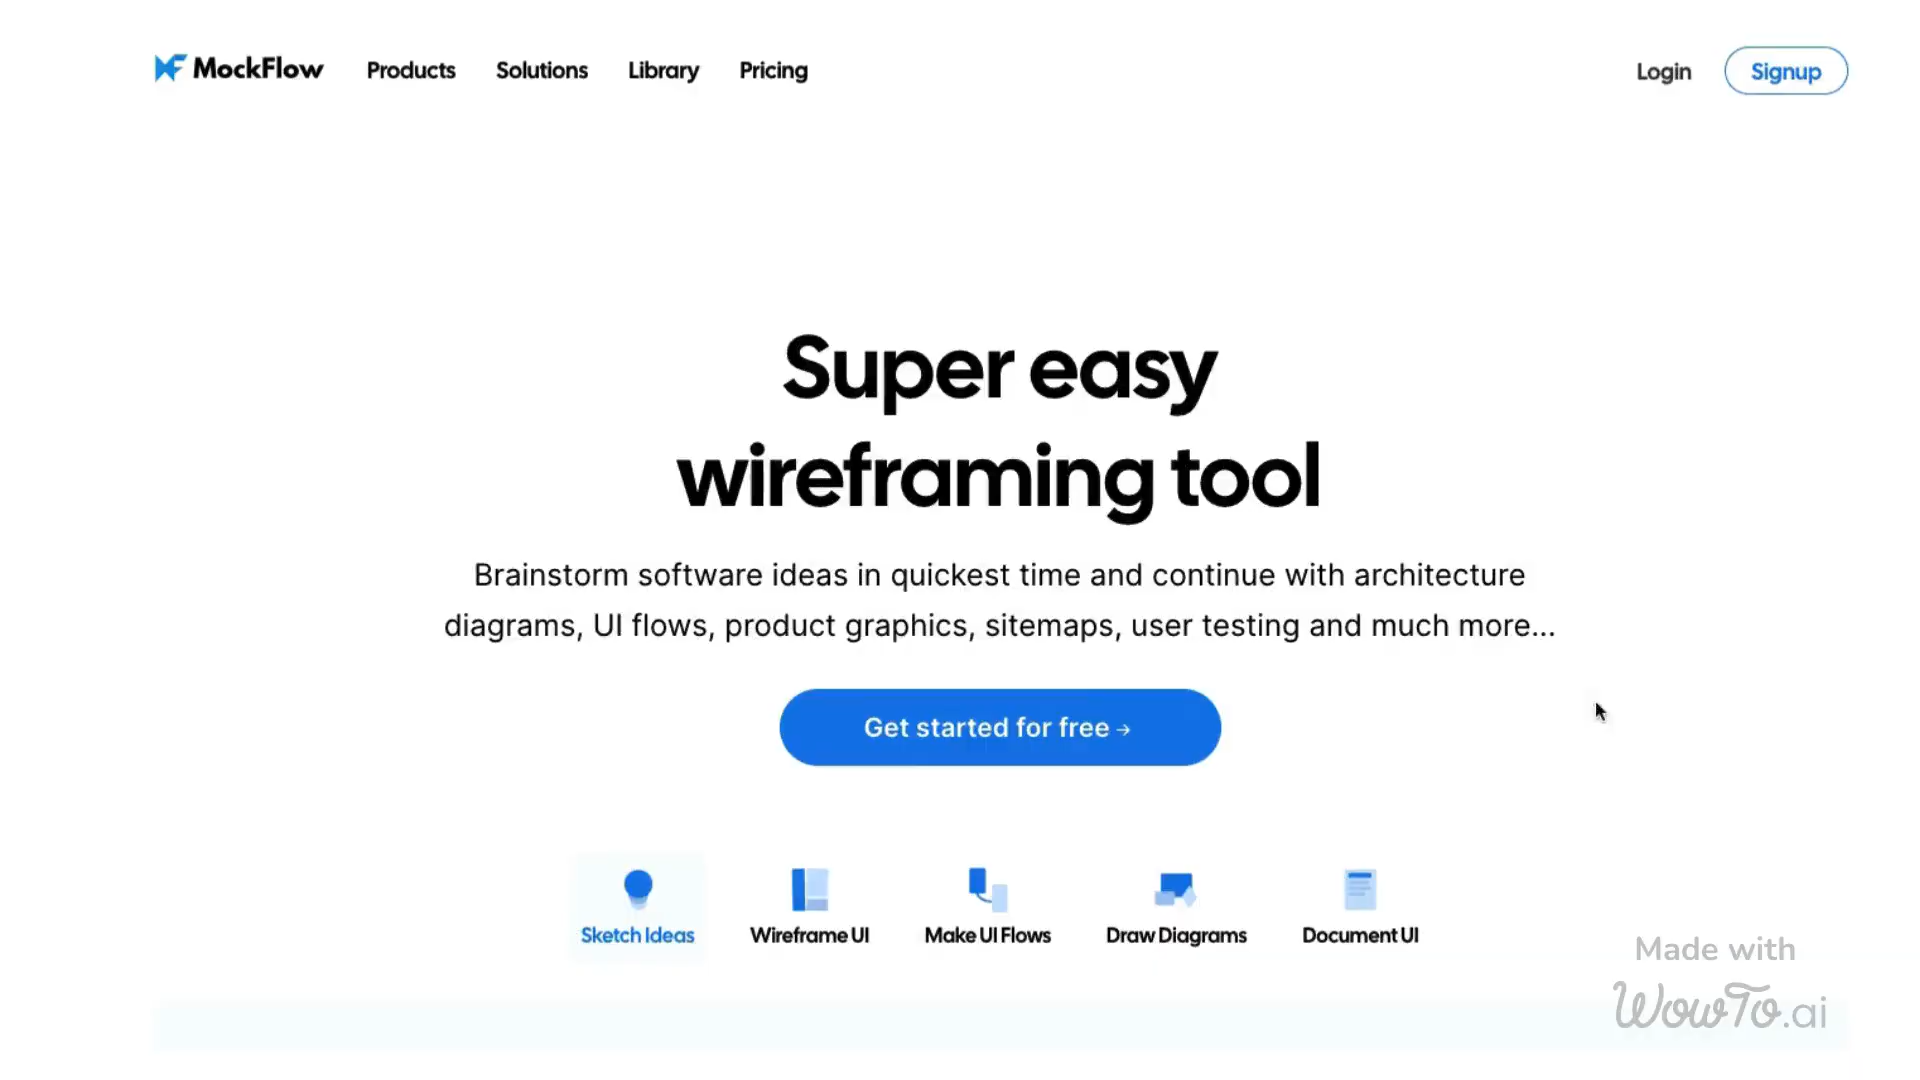 MockFlow Products Solutions Library Pricing Login Signup
Super easy
wireframing tool
Brainstorm software ideas in quickest time and continue with architecture
diagrams, UI flows, product graphics, sitemaps, user testing and much more...
Get started for free →
Sketch Ideas Wireframe UI Make UI Flows Draw Diagrams Document UI
Made with
WowTo.ai